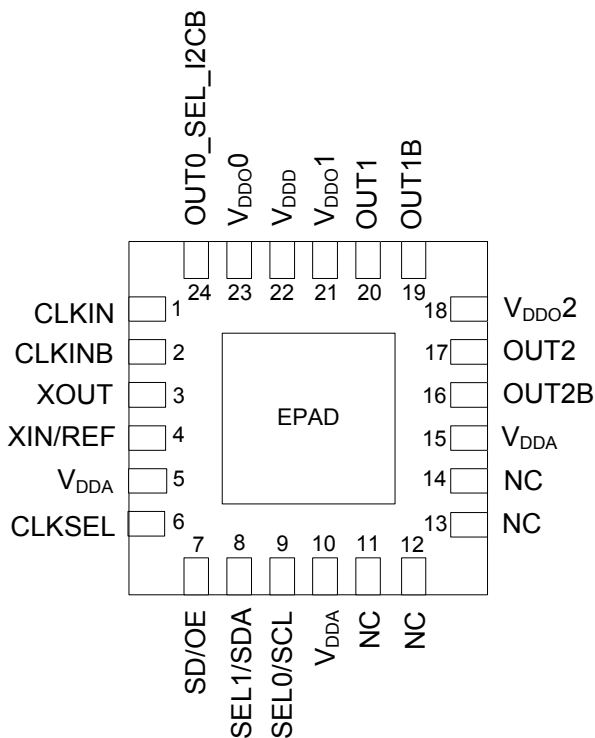 OUT0_SEL_I2CB
VDDO0
VDDD
VDDO1
OUT1
OUT1B
24
23
22
21
20
19
CLKIN
1
CLKINB
2
XOUT
3
XIN/REF
4
VDDA
5
CLKSEL
6
EPAD
18
VDDO2
17
OUT2
16
OUT2B
15
VDDA
14
NC
13
NC
7
8
9
10
11
12
SD/OE
SEL1/SDA
SEL0/SCL
VDDA
NC
NC